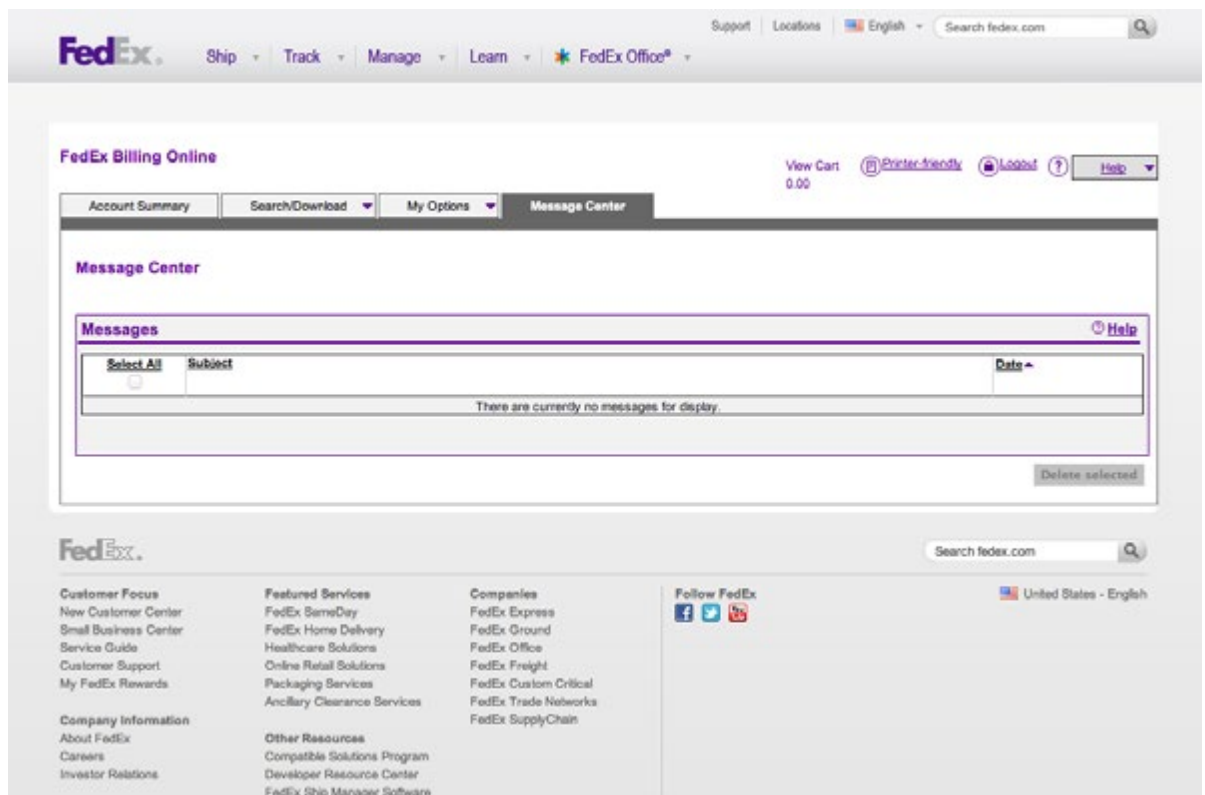 Support Locations English Search fedex.com
FedEx. Ship Track Manage Learn FedEx Office®
FedEx Billing Online
View Cart Printer-friendly Logout ? Help
0.00
Account Summary Search/Download My Options Message Center
Message Center
Messages ? Help
Select All Subject Date
There are currently no messages for display.
Delete selected
FedEx. Search fedex.com
Customer Focus
New Customer Center
Small Business Center
Service Guide
Customer Support
My FedEx Rewards
Company Information
About FedEx
Careers
Investor Relations
Featured Services
FedEx SameDay
FedEx Home Delivery
Healthcare Solutions
Online Retail Solutions
Packaging Services
Ancillary Clearance Services
Other Resources
Compatible Solutions Program
Developer Resource Center
FedEx Ship Manager Software
Companies
FedEx Express
FedEx Ground
FedEx Office
FedEx Freight
FedEx Custom Critical
FedEx Trade Networks
FedEx SupplyChain
Follow FedEx
United States - English